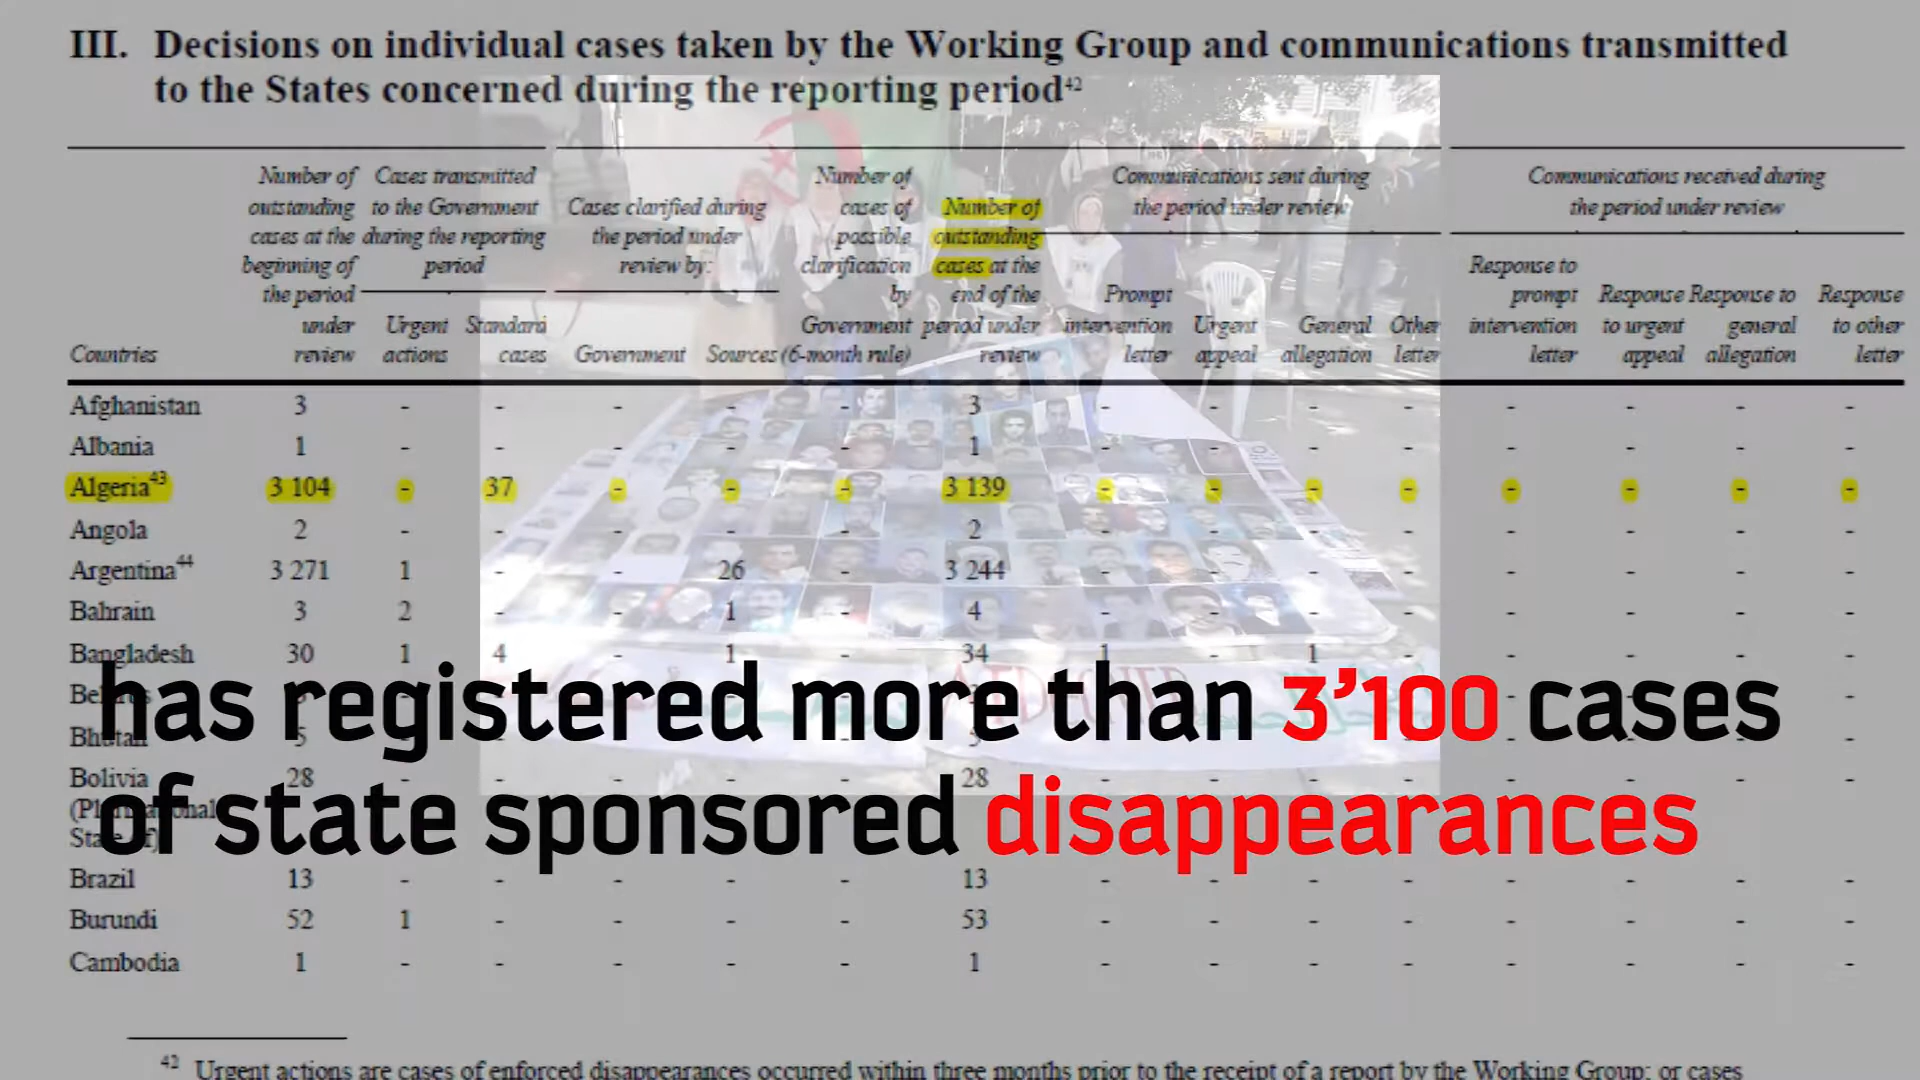 III. Decisions on individual cases taken by the Working Group and communications transmitted
to the States concerned during the reporting period42
Number of outstanding cases at the beginning of the period under review
Cases transmitted to the Government during the reporting period
Urgent actions
Standard cases
Cases clarified during the period under review by:
Government
Sources
Number of cases of possible clarification by Government (6-month rule)
Number of outstanding cases at the end of the period under review
Communications sent during the period under review
Prompt intervention letter
Urgent appeal
General allegation
Other letter
Communications received during the period under review
Response to prompt intervention letter
Response to urgent appeal
Response to general allegation
Response to other letter
Countries
Afghanistan 3 - - - - - 3 - - - - - - - -
Albania 1 - - - - - 1 - - - - - - - -
Algeria43 3 104 - 37 - - - 3 139 - - - - - - - -
Angola 2 - - - - - 2 - - - - - - - -
Argentina44 3 271 1 - - 26 - 3 244 - - - - - - - -
Bahrain 3 2 - - 1 - 4 - - - - - - - -
Bangladesh 30 1 4 - 1 - 34 1 - 1 - - - - -
has registered more than 3’100 cases
of state sponsored disappearances
Bolivia 28 - - - - - 28 - - - - - - - -
Brazil 13 - - - - - 13 - - - - - - - -
Burundi 52 1 - - - - 53 - - - - - - - -
Cambodia 1 - - - - - 1 - - - - - - - -
42 Urgent actions are cases of enforced disappearances occurred within three months prior to the receipt of a report by the Working Group; or cases